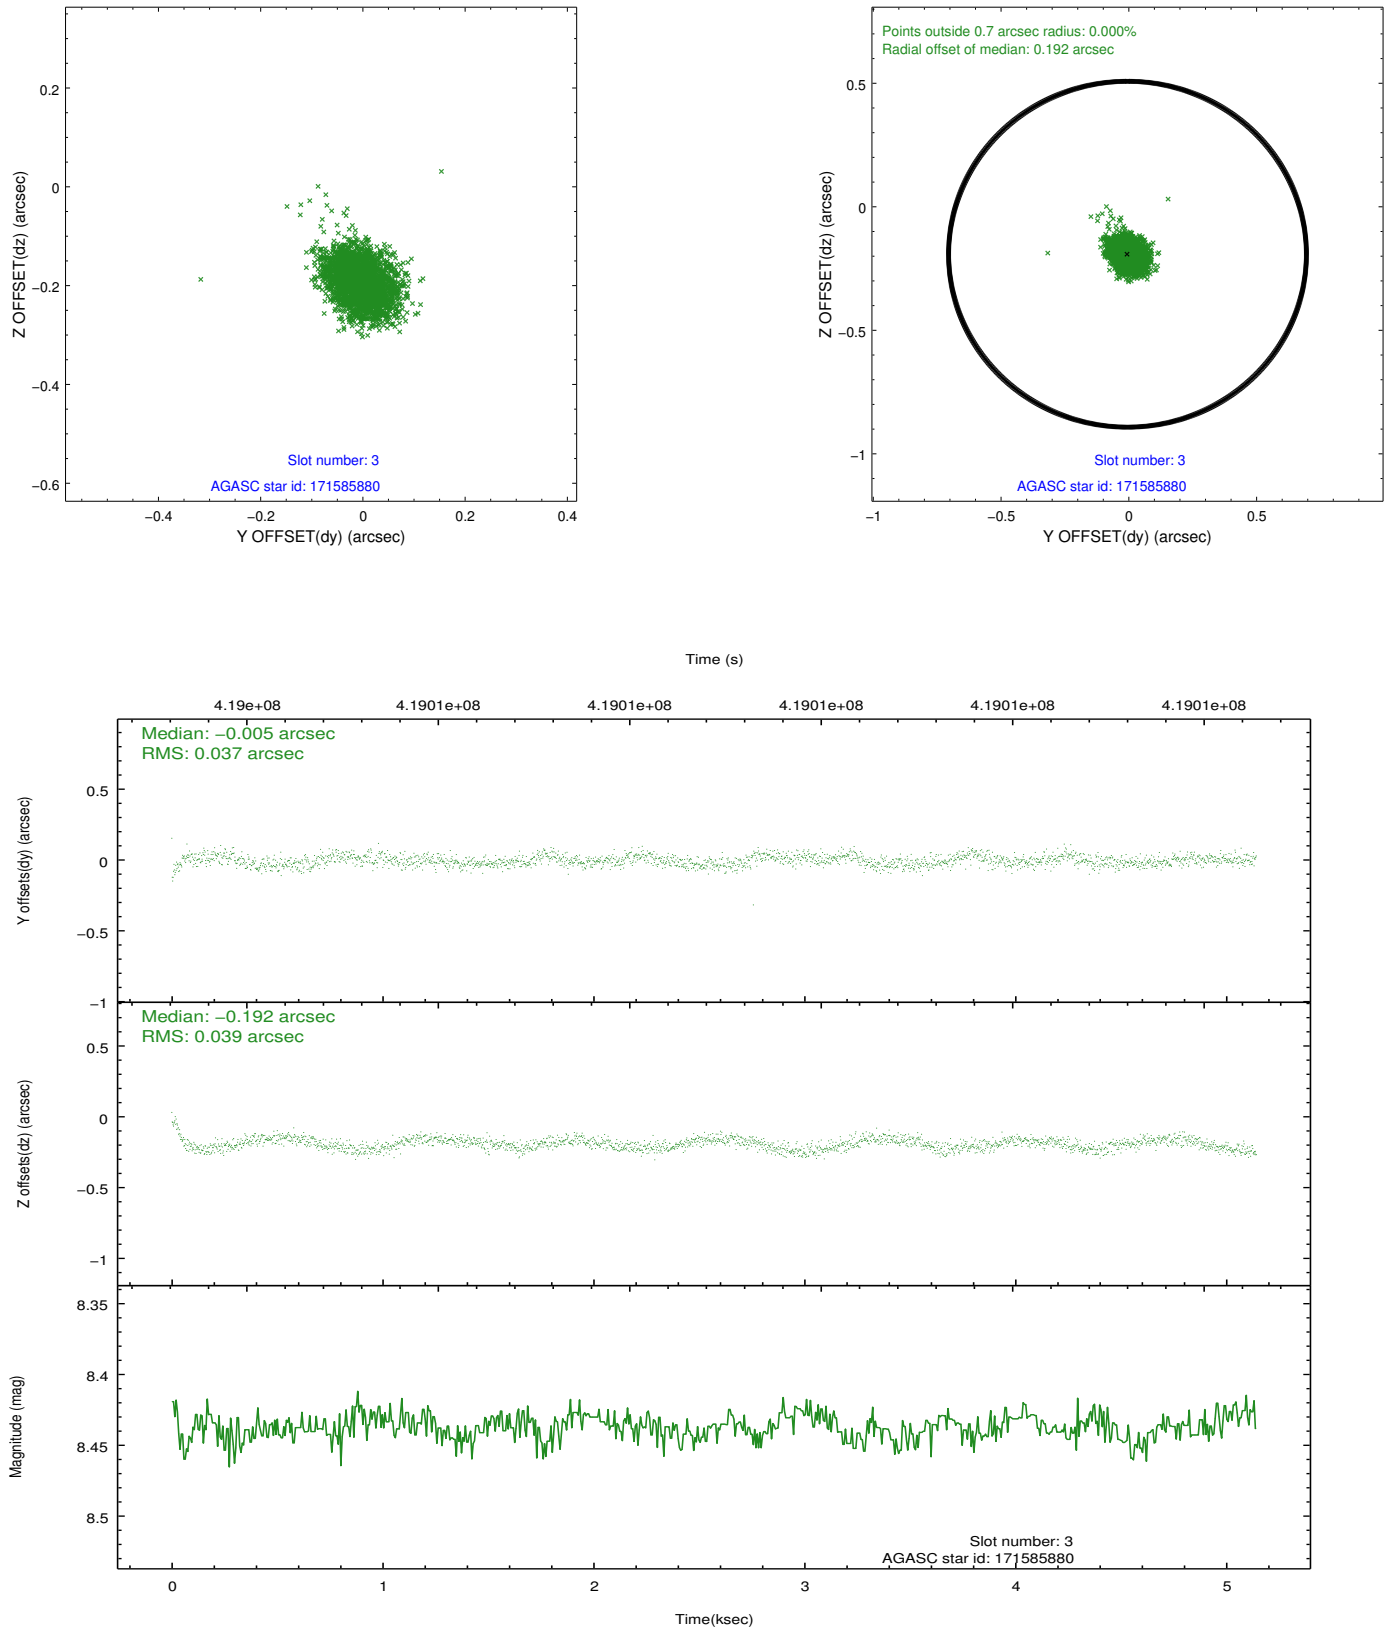 0.2
0
−0.2
−0.4
−0.6
Z OFFSET(dz) (arcsec)
Slot number: 3
AGASC star id: 171585880
−0.4
−0.2
0
0.2
0.4
Y OFFSET(dy) (arcsec)
Points outside 0.7 arcsec radius: 0.000%
Radial offset of median: 0.192 arcsec
0.5
0
−0.5
−1
Z OFFSET(dz) (arcsec)
Slot number: 3
AGASC star id: 171585880
−1
−0.5
0
0.5
Y OFFSET(dy) (arcsec)
Time (s)
4.19e+08
4.1901e+08
4.1901e+08
4.1901e+08
4.1901e+08
4.1901e+08
Median: −0.005 arcsec
RMS: 0.037 arcsec
0.5
0
−0.5
−1
Y offsets(dy) (arcsec)
Median: −0.192 arcsec
RMS: 0.039 arcsec
0.5
0
−0.5
−1
Z offsets(dz) (arcsec)
8.35
8.4
8.45
8.5
Magnitude (mag)
Slot number: 3
AGASC star id: 171585880
0
1
2
3
4
5
Time(ksec)